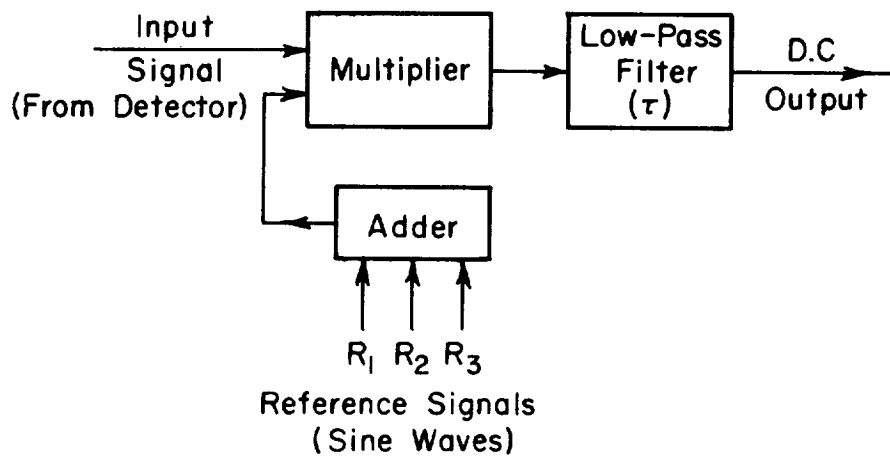 Input
Signal
(From Detector)
Multiplier
Low-Pass
Filter
(τ)
D.C
Output
Adder
R1 R2 R3
Reference Signals
(Sine Waves)